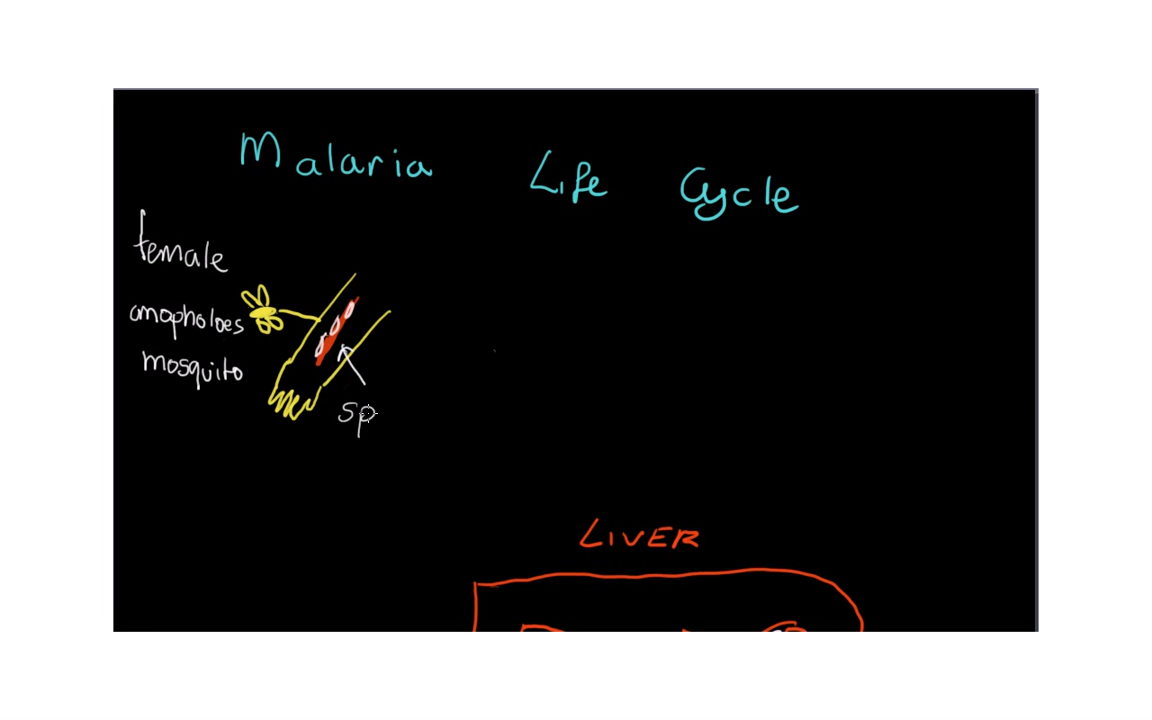 Malaria Life Cycle
female
anopholoes
mosquito
Sp
LIVER